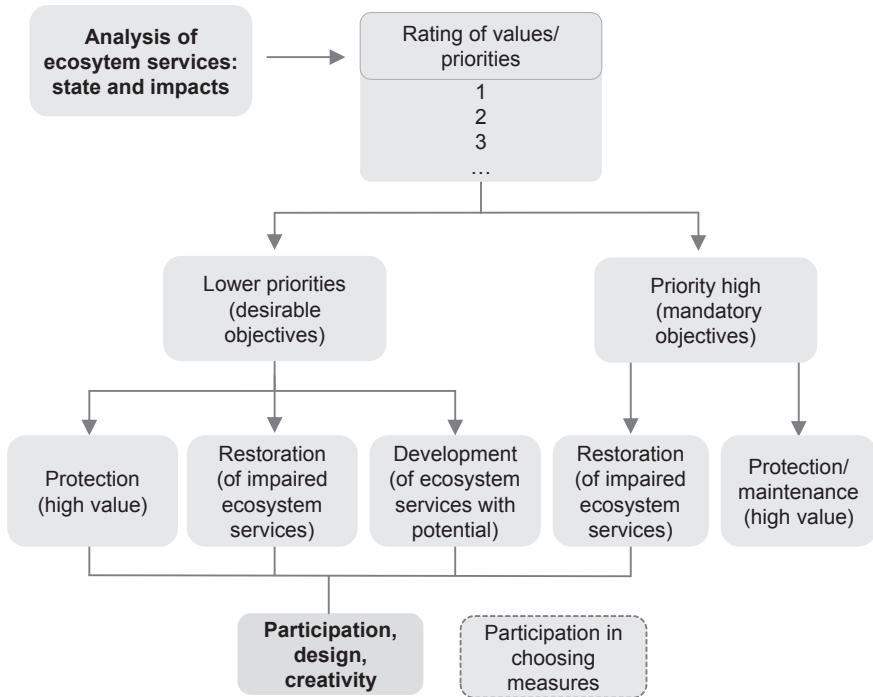 Analysis of
ecosytem services:
state and impacts
Rating of values/
priorities
1
2
3
…
Lower priorities
(desirable
objectives)
Priority high
(mandatory
objectives)
Protection
(high value)
Restoration
(of impaired
ecosystem
services)
Development
(of ecosystem
services with
potential)
Restoration
(of impaired
ecosystem
services)
Protection/
maintenance
(high value)
Participation,
design,
creativity
Participation in
choosing
measures